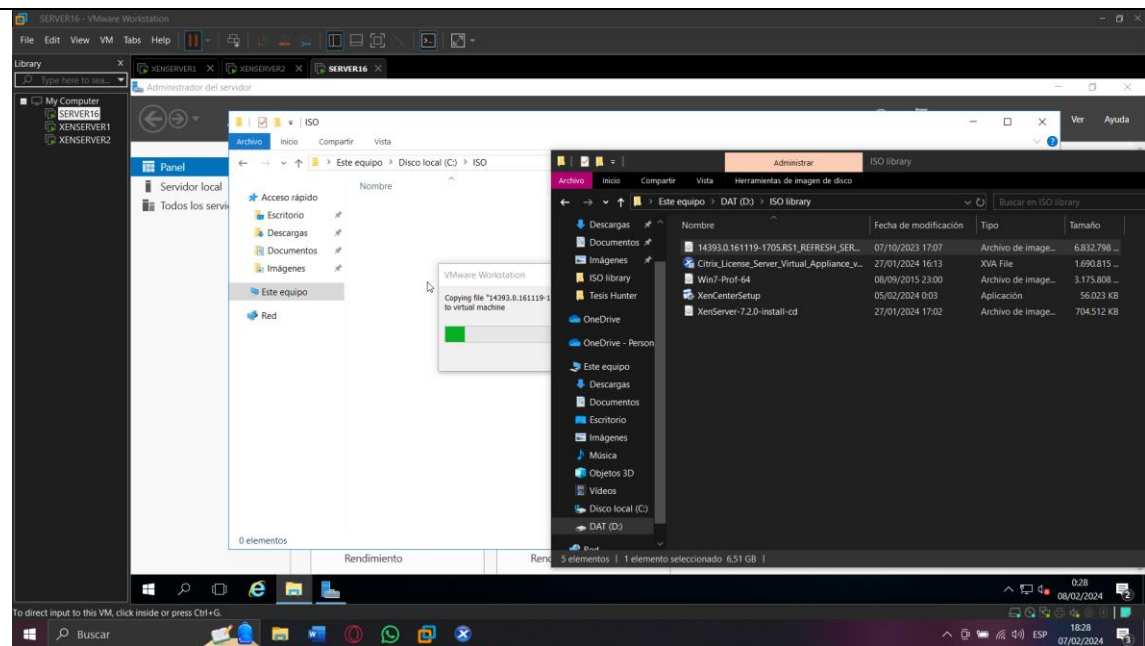 SERVER16 - VMware Workstation
File Edit View VM Tabs Help
Library X
Type here to sea...
XENSERVER1 X XENSERVER2 X SERVER16 X
My Computer
SERVER16
XENSERVER1
XENSERVER2
Administrador del servidor
Ver Ayuda
Panel
Servidor local
Todos los servi
ISO
Archivo Inicio Compartir Vista
Este equipo > Disco local (C:) > ISO
Nombre
Acceso rápido
Escritorio
Descargas
Documentos
Imágenes
Este equipo
Red
0 elementos
VMware Workstation
Copying file "14393.0.161119-1
to virtual machine
Administrar ISO library
Archivo Inicio Compartir Vista Herramientas de imagen de disco
Este equipo > DAT (D:) > ISO library
Buscar en ISO library
Descargas
Documentos
Imágenes
ISO library
Tesis Hunter
OneDrive
OneDrive - Person
Este equipo
Descargas
Documentos
Escritorio
Imágenes
Música
Objetos 3D
Vídeos
Disco local (C:)
DAT (D:)
Red
Nombre Fecha de modificación Tipo Tamaño
14393.0.161119-1705.RS1_REFRESH_SER... 07/10/2023 17:07 Archivo de image... 6.832.798 ...
Citrix_License_Server_Virtual_Appliance_v... 27/01/2024 16:13 XVA File 1.690.815 ...
Win7-Prof-64 08/09/2015 23:00 Archivo de image... 3.175.808 ...
XenCenterSetup 05/02/2024 0:03 Aplicación 56.023 KB
XenServer-7.2.0-install-cd 27/01/2024 17:02 Archivo de image... 704.512 KB
5 elementos | 1 elemento seleccionado 6,51 GB |
Rendimiento Rend
0:28
08/02/2024
To direct input to this VM, click inside or press Ctrl+G.
Buscar
ESP
18:28
07/02/2024